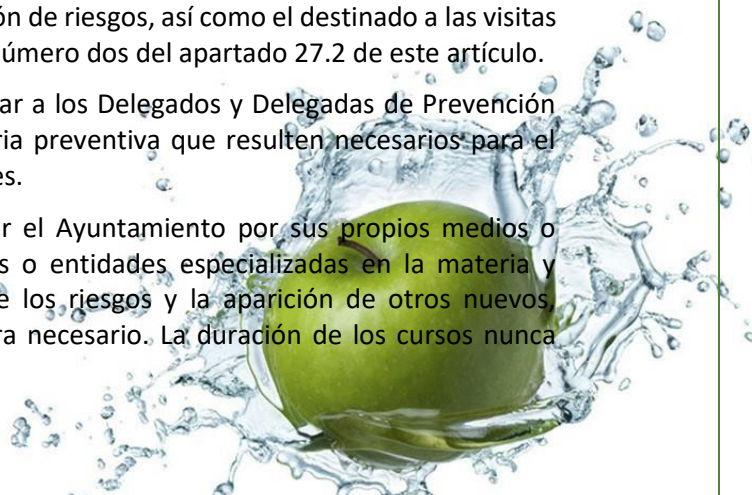 ón de riesgos, así como el destinado a las visitas
úmero dos del apartado 27.2 de este artículo.
ar a los Delegados y Delegadas de Prevención
ria preventiva que resulten necesarios para el
es.
r el Ayuntamiento por sus propios medios o
s o entidades especializadas en la materia y
e los riesgos y la aparición de otros nuevos,
ra necesario. La duración de los cursos nunca